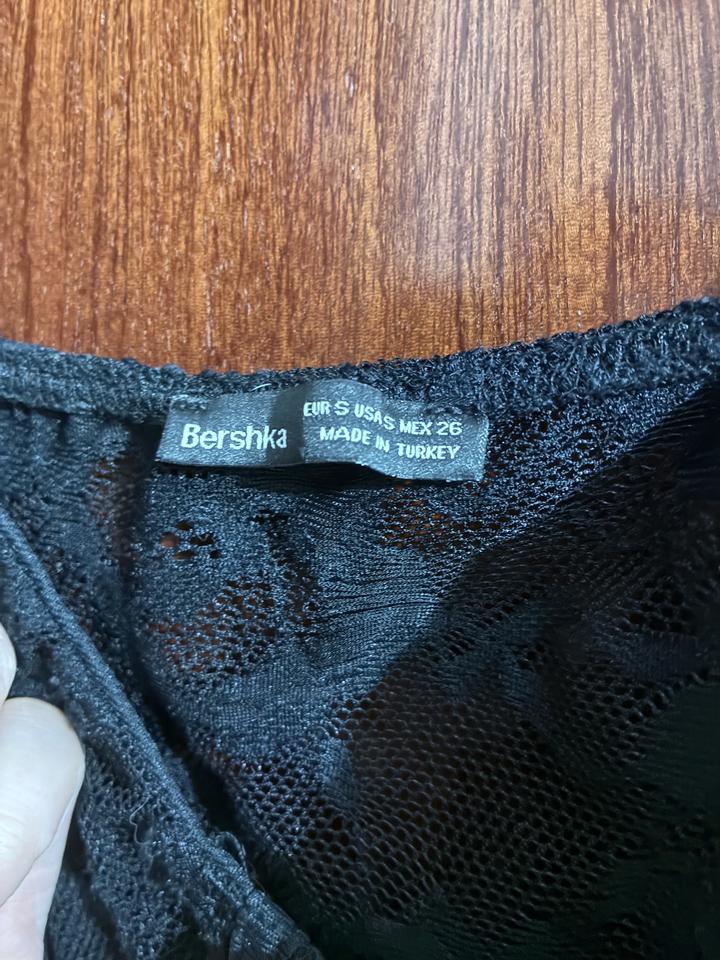 Bershka
EUR S USA S MEX 26
MADE IN TURKEY